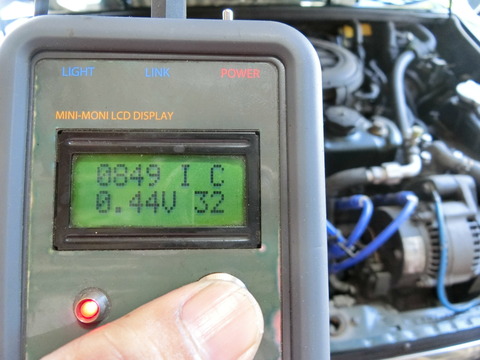 LIGHT LINK POWER
MINI-MONI LCD DISPLAY
0849 I C
0.44V 32